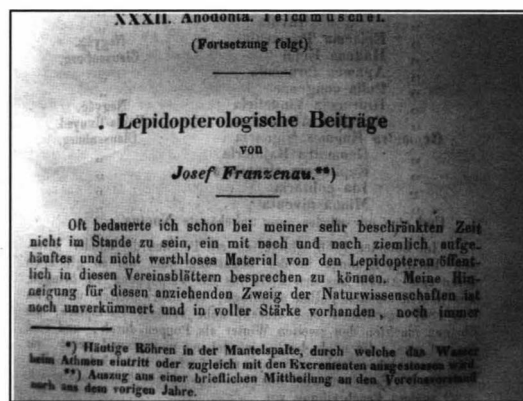 XXXII. Anodonta. Teichmuschel.
(Fortsetzung folgt)
Lepidopterologische Beiträge
von
Josef Franzenau.**)
Oft bedauerte ich schon bei meiner sehr beschränkten Zeit
nicht im Stande zu sein, ein mit nach und nach ziemlich aufge-
häuftes und nicht werthloses Material von den Lepidopteren öffent-
lich in diesen Vereinsblättern besprechen zu können. Meine Hin-
neigung für diesen anziehenden Zweig der Naturwissenschaften ist
noch unverkümmert und in voller Stärke vorhanden, noch immer
*) Häutige Röhren in der Mantelspalte, durch welche das Wasser
beim Athmen eintritt oder zugleich mit den Excrementen ausgestossen wird.
**) Auszug aus einer brieflichen Mittheilung an den Vereinsvorstand
noch aus dem vorigen Jahre.